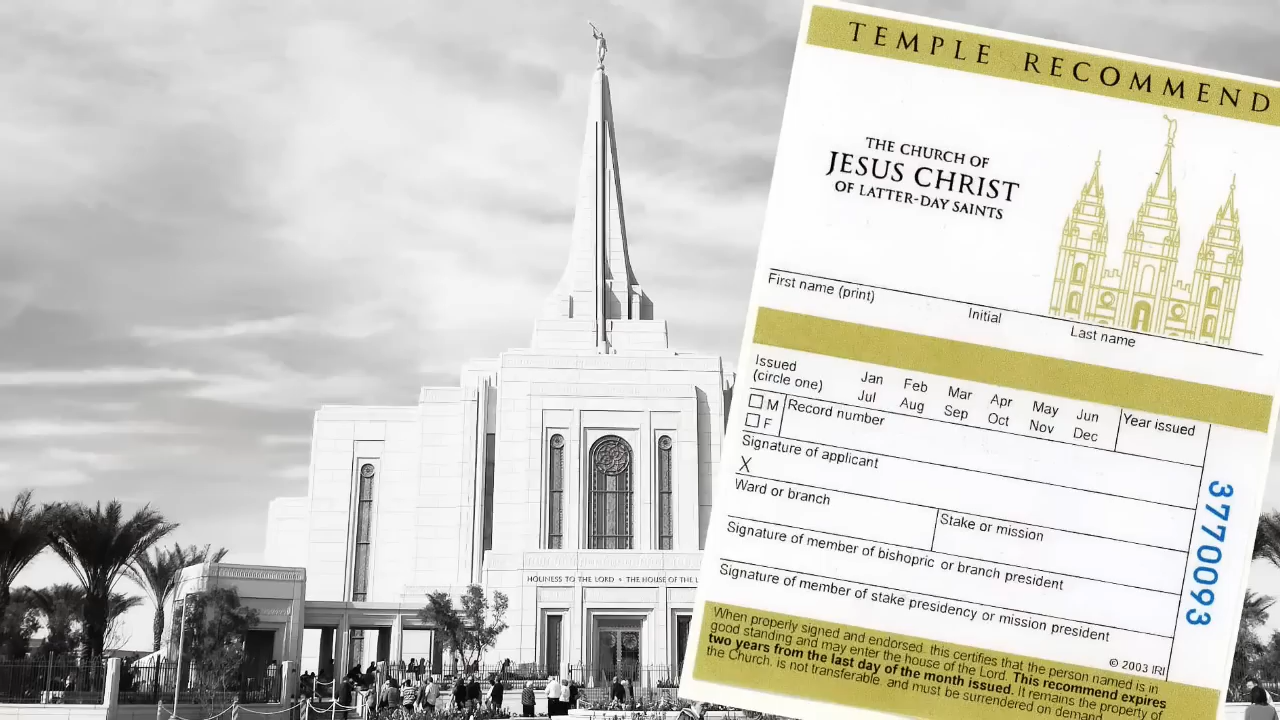 TEMPLE RECOMMEND
THE CHURCH OF
JESUS CHRIST
OF LATTER-DAY SAINTS
First name (print) Initial Last name
Issued
(circle one)
Jan Feb Mar Apr May Jun
Jul Aug Sep Oct Nov Dec
Year issued
M
F
Record number
Signature of applicant
X
Ward or branch Stake or mission
Signature of member of bishopric or branch president
Signature of member of stake presidency or mission president
3770093
© 2003 IRI
When properly signed and endorsed, this certifies that the person named is in
good standing and may enter the house of the Lord. This recommend expires
two years from the last day of the month issued. It remains the property of
the Church, is not transferable, and must be surrendered on demand
HOLINESS TO THE LORD • THE HOUSE OF THE L